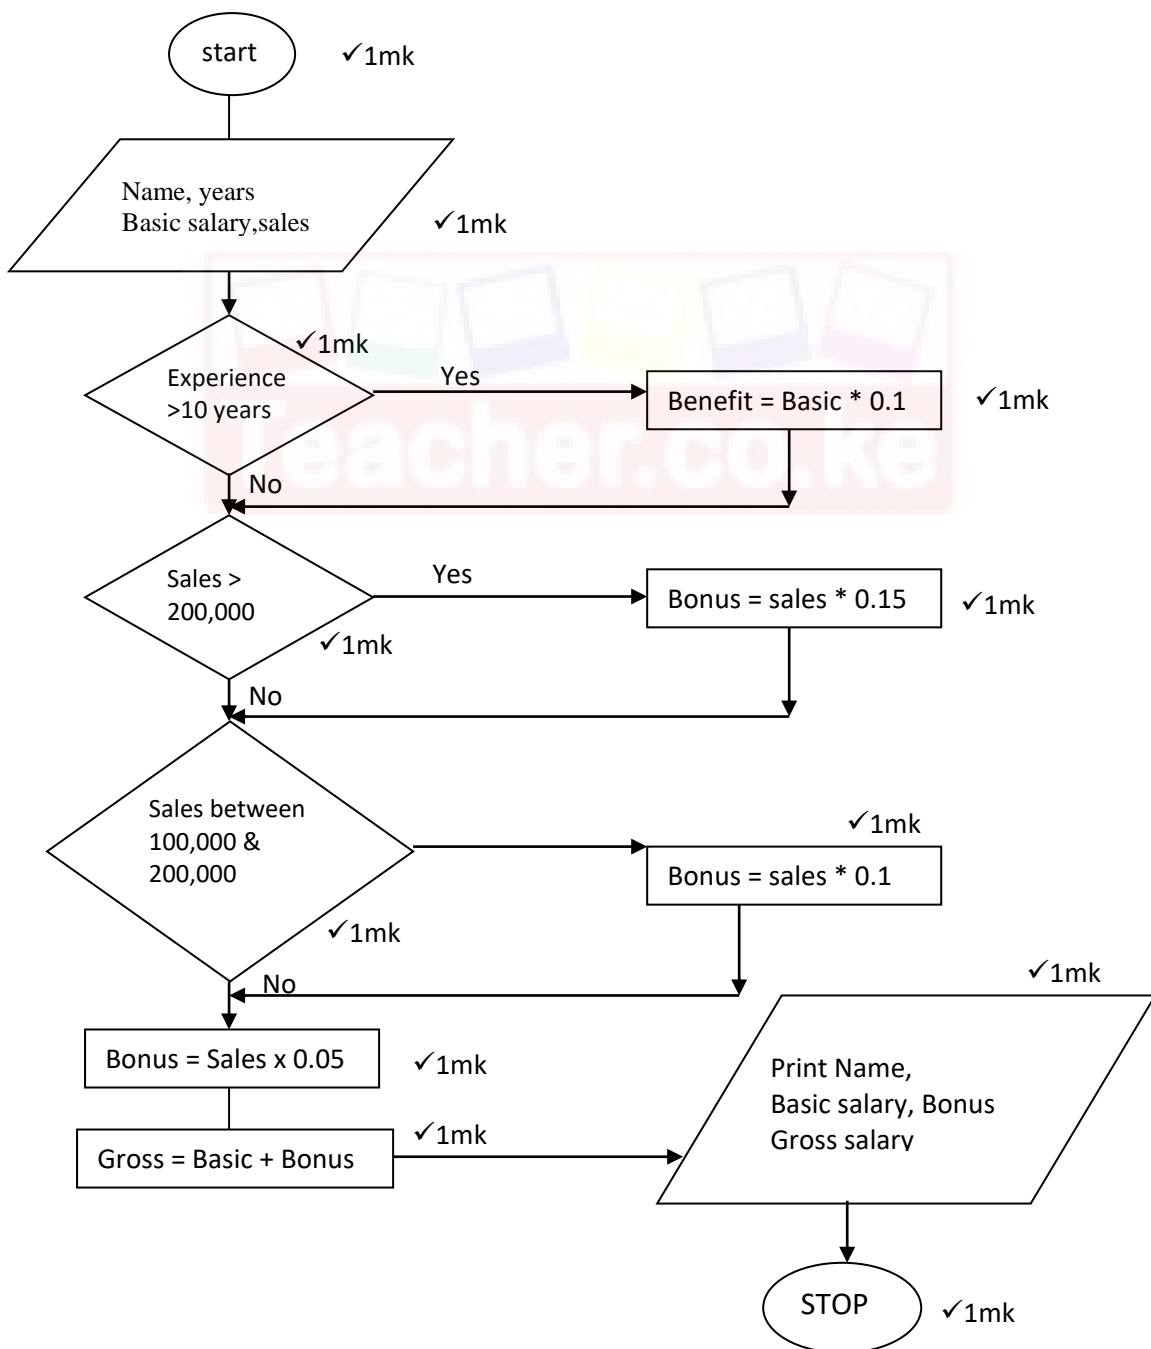 start ✓1mk
Name, years
Basic salary,sales ✓1mk
✓1mk
Experience
>10 years
Yes
Benefit = Basic * 0.1 ✓1mk
Teacher.co.ke
No
Sales >
200,000
Yes
Bonus = sales * 0.15 ✓1mk
✓1mk
No
Sales between
100,000 &
200,000
✓1mk
Bonus = sales * 0.1
✓1mk
No
✓1mk
Bonus = Sales x 0.05 ✓1mk
Print Name,
Basic salary, Bonus
Gross salary
✓1mk
Gross = Basic + Bonus
STOP ✓1mk